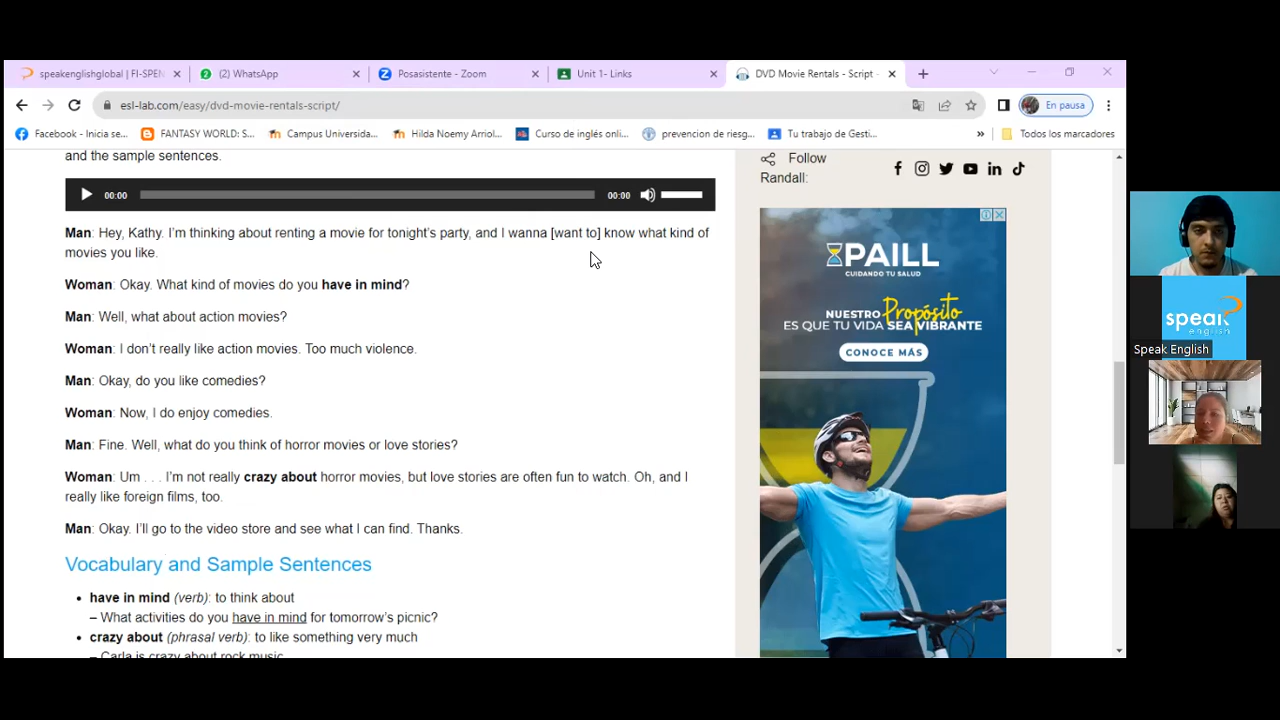 speakenglishglobal | FI-SPEN
(2) WhatsApp
Posasistente - Zoom
Unit 1- Links
DVD Movie Rentals - Script -
esl-lab.com/easy/dvd-movie-rentals-script/
En pausa
Facebook - Inicia se...
FANTASY WORLD: S...
Campus Universida...
Hilda Noemy Arriol...
Curso de inglés onli...
prevencion de riesg...
Tu trabajo de Gesti...
»
Todos los marcadores
and the sample sentences.
00:00
00:00
Man: Hey, Kathy. I'm thinking about renting a movie for tonight's party, and I wanna [want to] know what kind of
movies you like.
Woman: Okay. What kind of movies do you have in mind?
Man: Well, what about action movies?
Woman: I don't really like action movies. Too much violence.
Man: Okay, do you like comedies?
Woman: Now, I do enjoy comedies.
Man: Fine. Well, what do you think of horror movies or love stories?
Woman: Um . . . I'm not really crazy about horror movies, but love stories are often fun to watch. Oh, and I
really like foreign films, too.
Man: Okay. I'll go to the video store and see what I can find. Thanks.
Vocabulary and Sample Sentences
• have in mind (verb): to think about
– What activities do you have in mind for tomorrow's picnic?
• crazy about (phrasal verb): to like something very much
– Carla is crazy about rock music.
Follow
Randall:
PAILL
CUIDANDO TU SALUD
NUESTRO Propósito
ES QUE TU VIDA SEA VIBRANTE
CONOCE MÁS
speak
english
Speak English